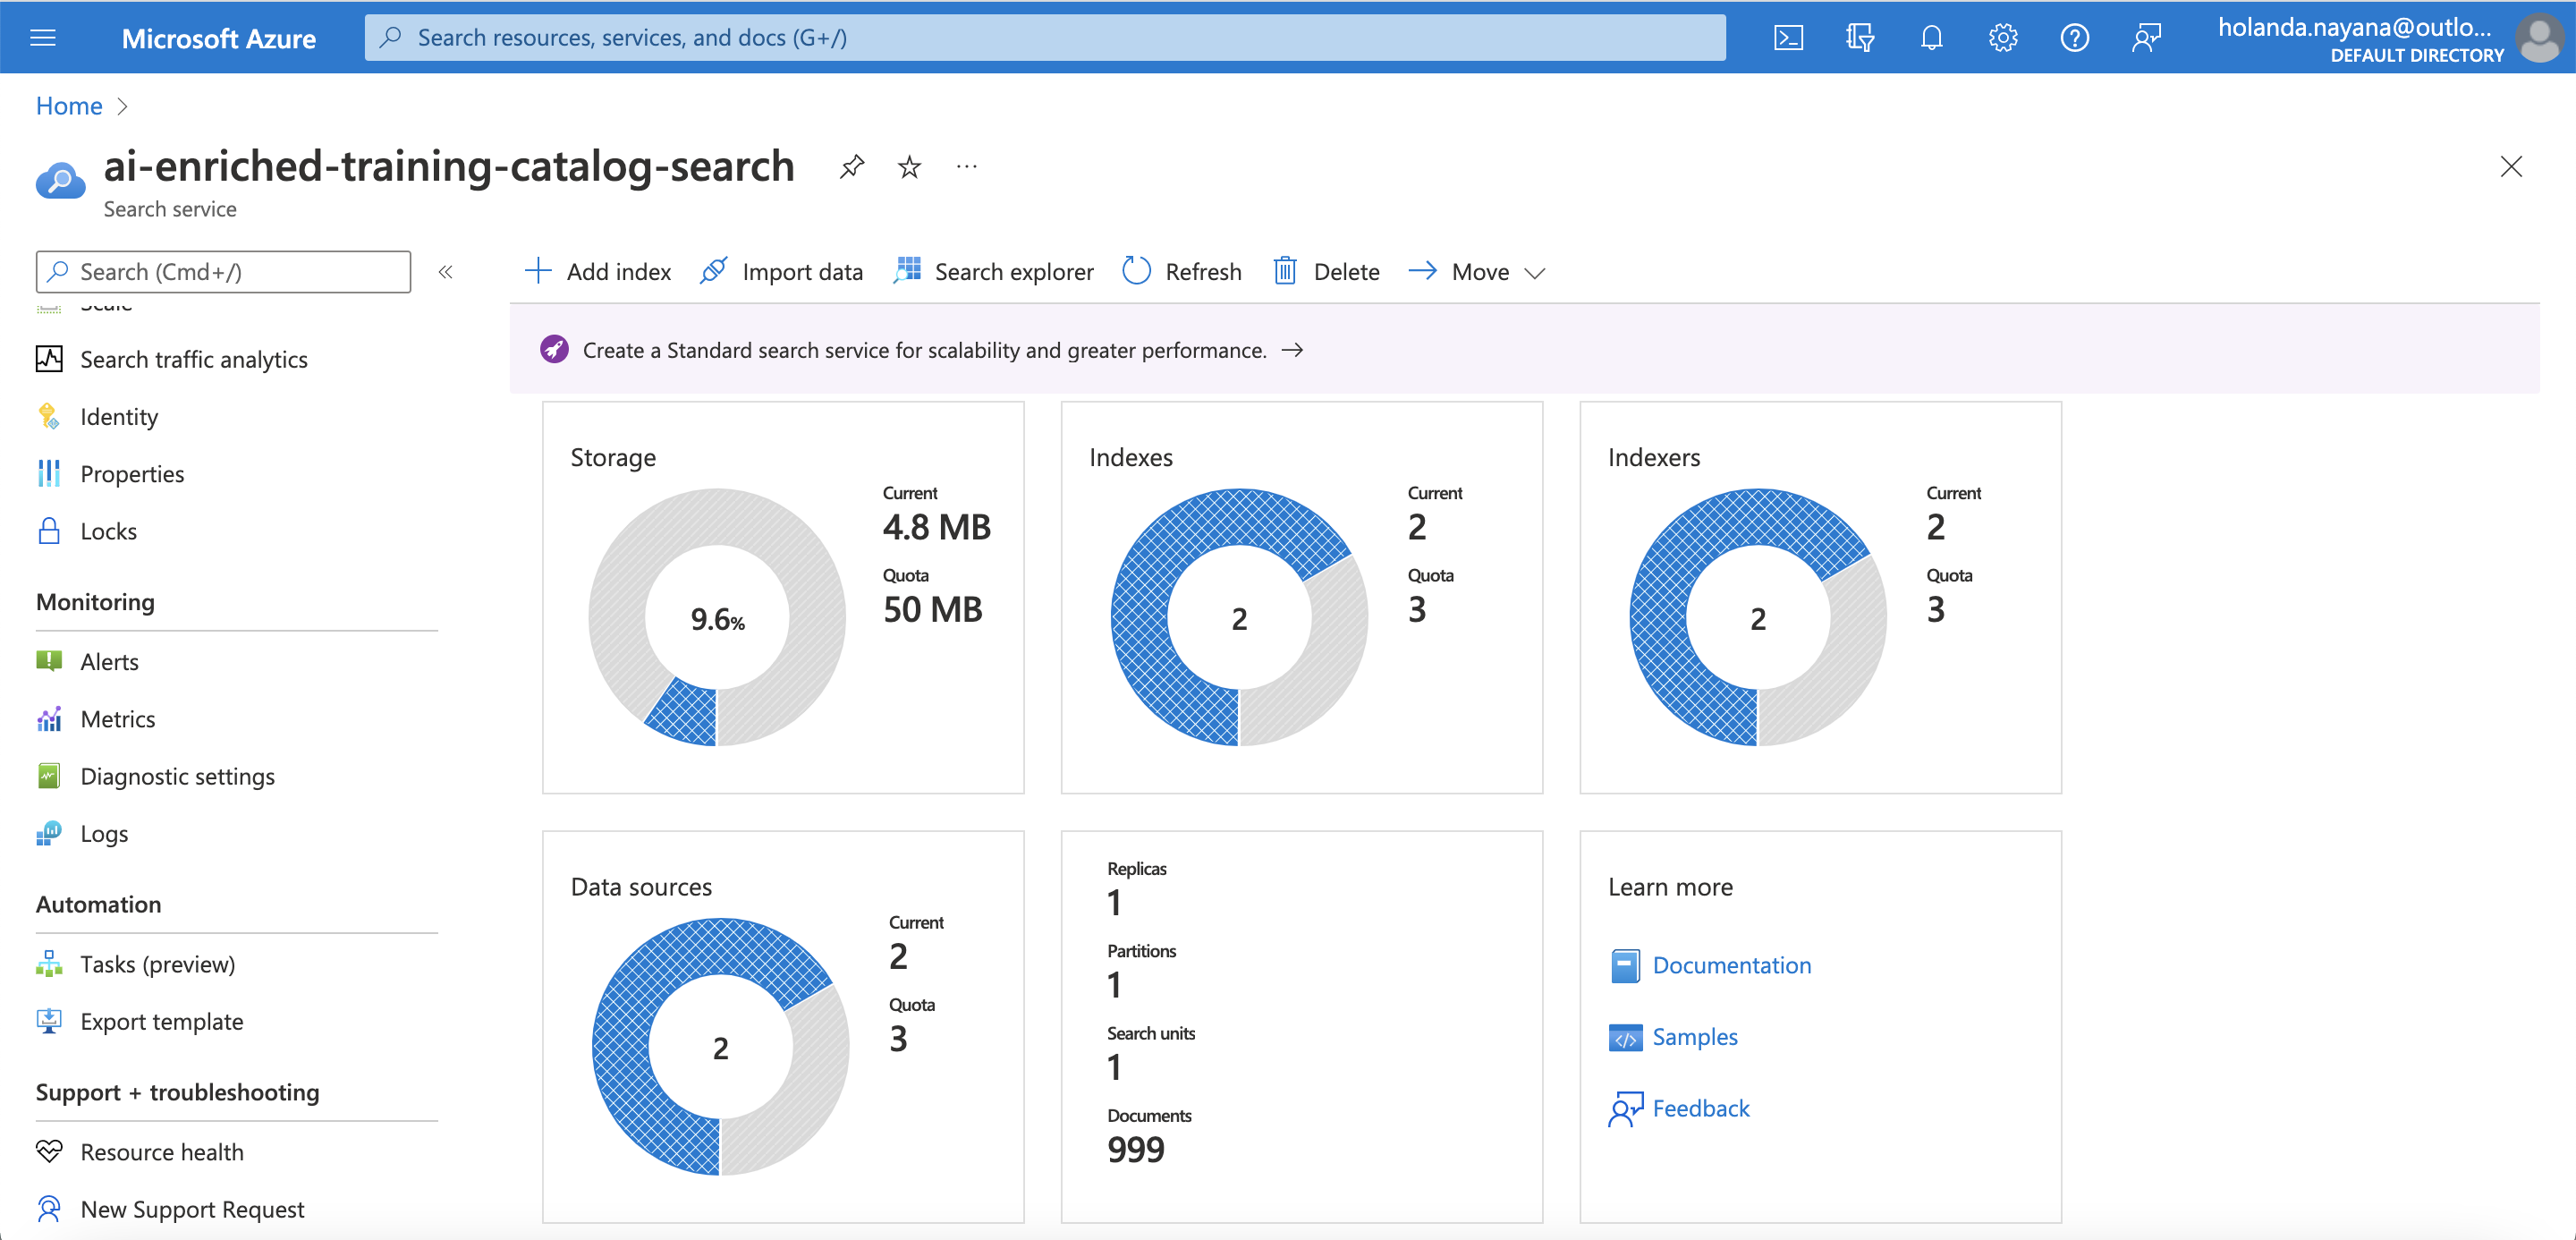 Microsoft Azure
Search resources, services, and docs (G+/)
holanda.nayana@outlo...
DEFAULT DIRECTORY
Home
ai-enriched-training-catalog-search
Search service
Search (Cmd+/)
Add index
Import data
Search explorer
Refresh
Delete
Move
Scale
Search traffic analytics
Identity
Properties
Locks
Monitoring
Alerts
Metrics
Diagnostic settings
Logs
Automation
Tasks (preview)
Export template
Support + troubleshooting
Resource health
New Support Request
Create a Standard search service for scalability and greater performance. →
Storage
9.6%
Current
4.8 MB
Quota
50 MB
Indexes
2
Current
2
Quota
3
Indexers
2
Current
2
Quota
3
Data sources
2
Current
2
Quota
3
Replicas
1
Partitions
1
Search units
1
Documents
999
Learn more
Documentation
Samples
Feedback